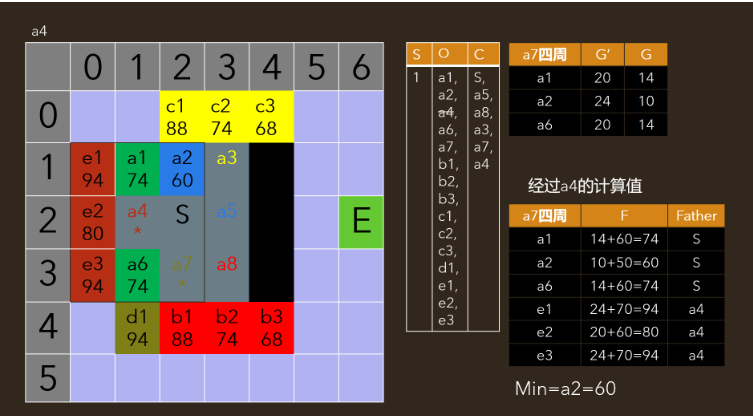 a4
0 1 2 3 4 5 6
0 c1 c2 c3
88 74 68
1 e1 a1 a2 a3
94 74 60
2 e2 a4 S a5 E
80 *
3 e3 a6 a7 a8
94 74 *
4 d1 b1 b2 b3
94 88 74 68
5
S O C
1 a1, S,
a2, a5,
a4, a8,
a6, a3,
a7, a7,
b1, a4
b2,
b3,
c1,
c2,
c3,
d1,
e1,
e2,
e3
a7四周 G’ G
a1 20 14
a2 24 10
a6 20 14
经过a4的计算值
a7四周 F Father
a1 14+60=74 S
a2 10+50=60 S
a6 14+60=74 S
e1 24+70=94 a4
e2 20+60=80 a4
e3 24+70=94 a4
Min=a2=60